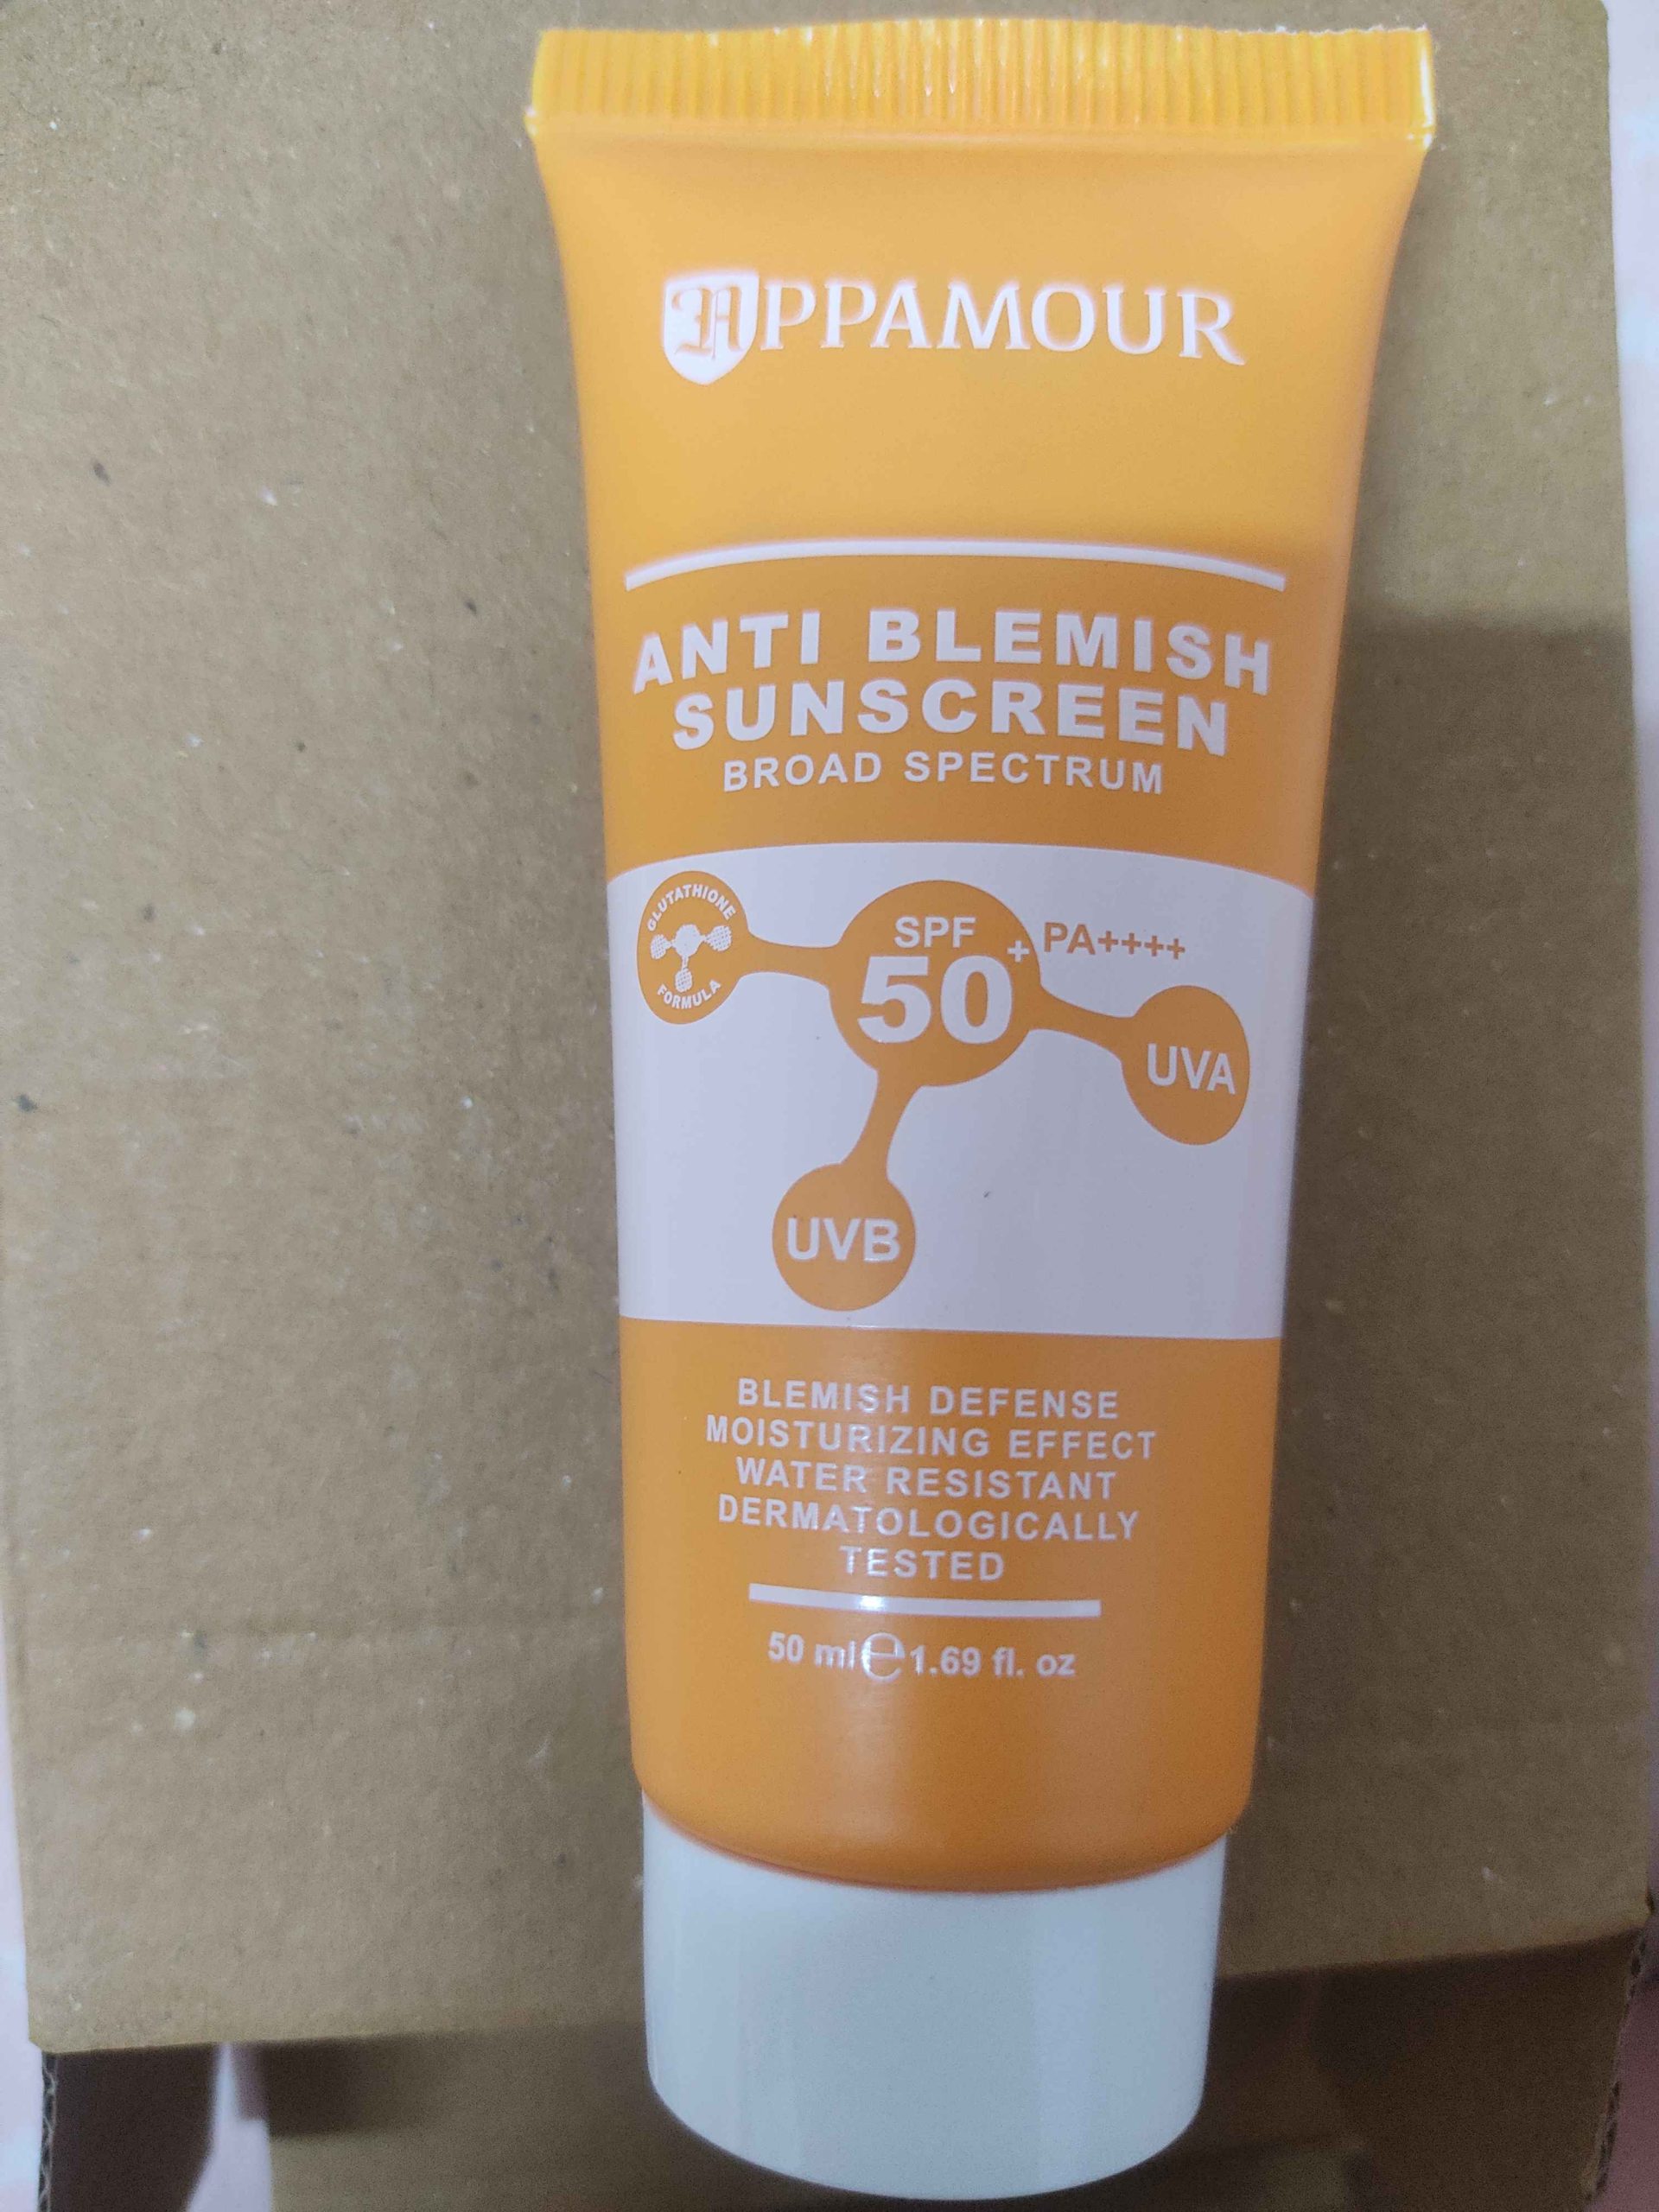 APPAMOUR
ANTI BLEMISH
SUNSCREEN
BROAD SPECTRUM
GLUTATHIONE
FORMULA
SPF
50+
PA++++
UVA
UVB
BLEMISH DEFENSE
MOISTURIZING EFFECT
WATER RESISTANT
DERMATOLOGICALLY
TESTED
50 ml ℮ 1.69 fl. oz